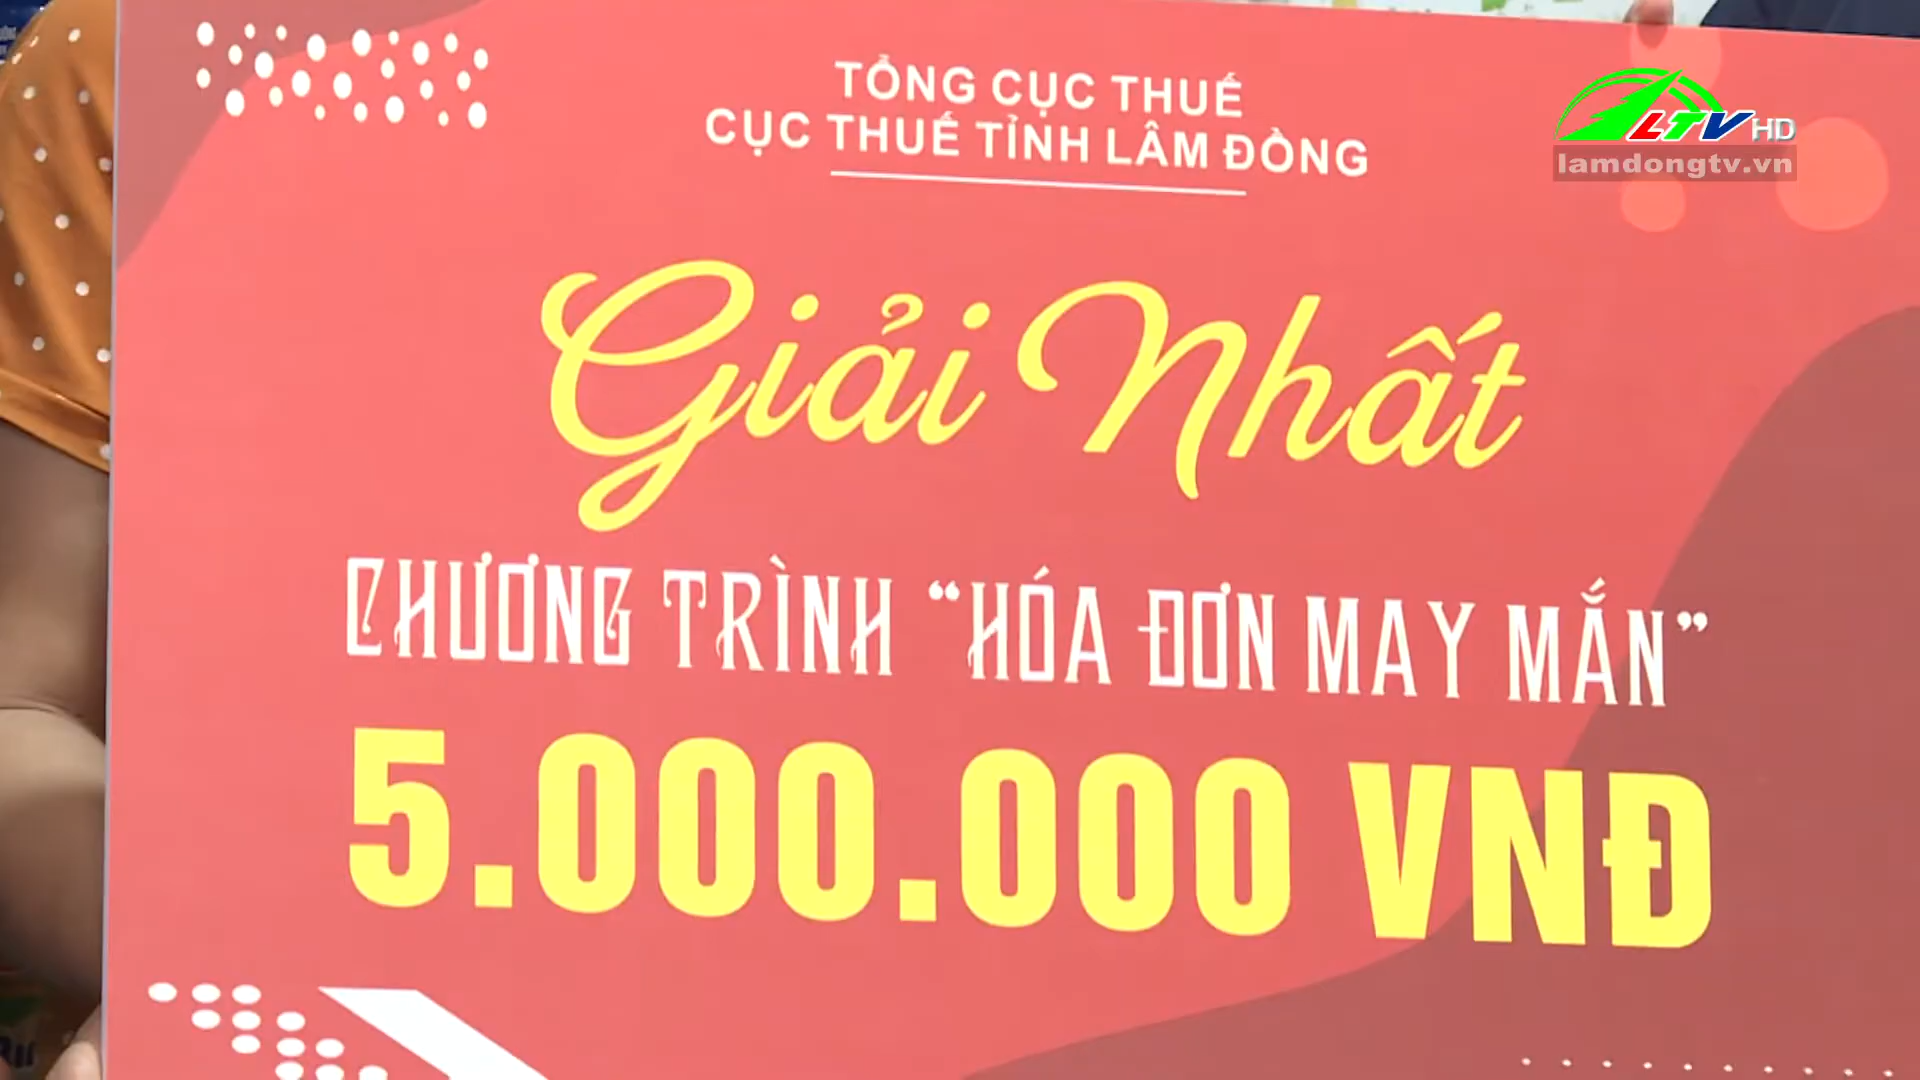 TỔNG CỤC THUẾ
CỤC THUẾ TỈNH LÂM ĐỒNG
LTV HD
lamdongtv.vn
Giải Nhất
CHƯƠNG TRÌNH “HÓA ĐƠN MAY MẮN”
5.000.000 VNĐ